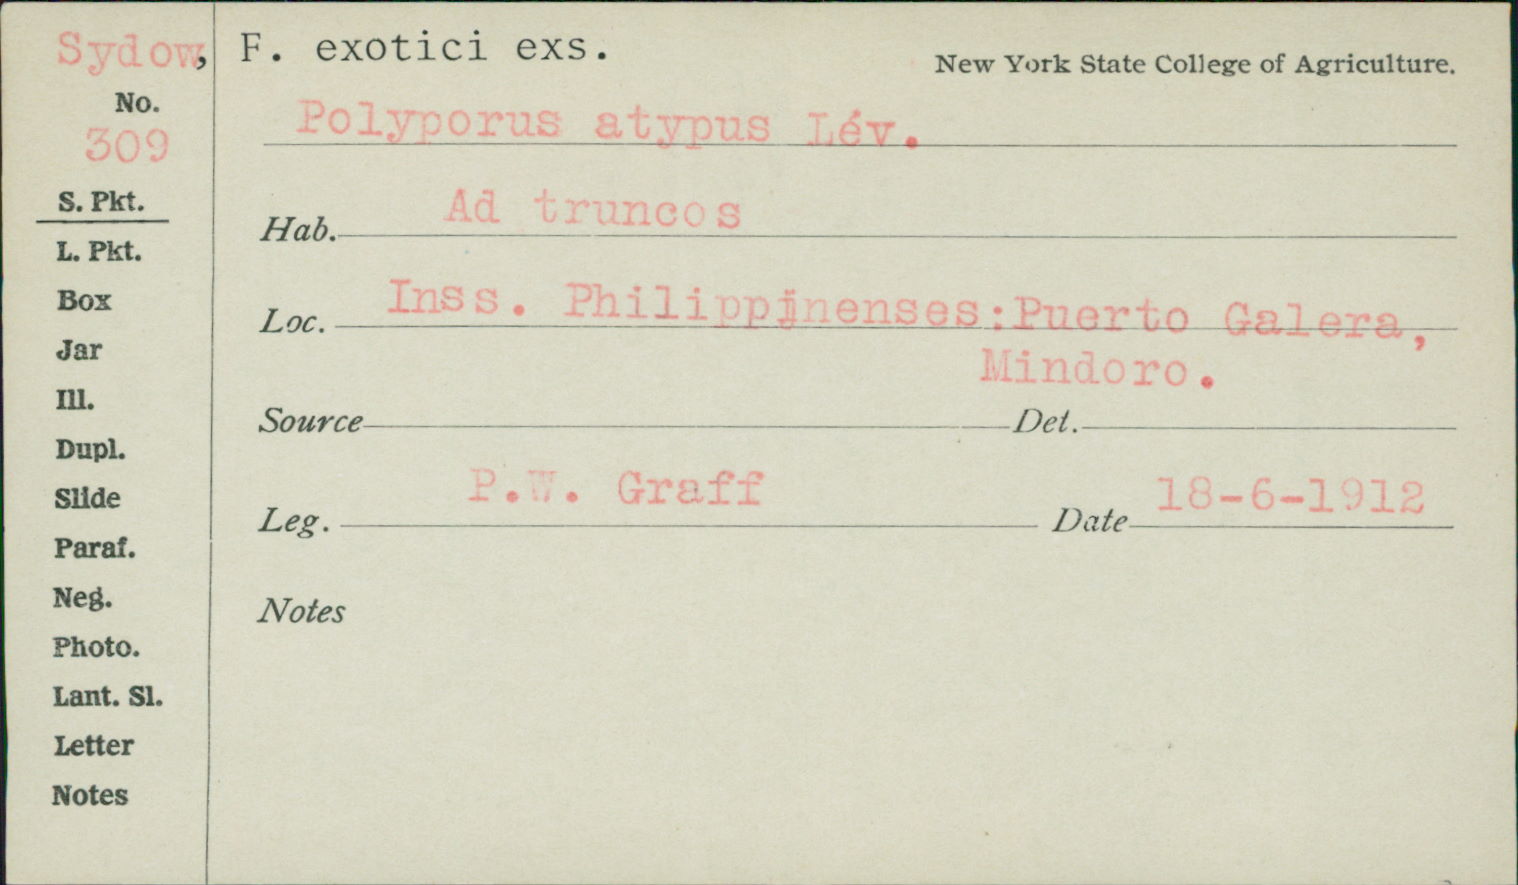 Sydow, F. exotici exs.
New York State College of Agriculture.
No.
309
Polyporus atypus Lév.
S. Pkt.
L. Pkt.
Box
Jar
Ill.
Dupl.
Slide
Paraf.
Neg.
Photo.
Lant. Sl.
Letter
Notes
Hab. Ad truncos
Loc. Inss. Philippinenses:Puerto Galera,
Mindoro.
Source Det.
Leg. P.W. Graff Date 18-6-1912
Notes